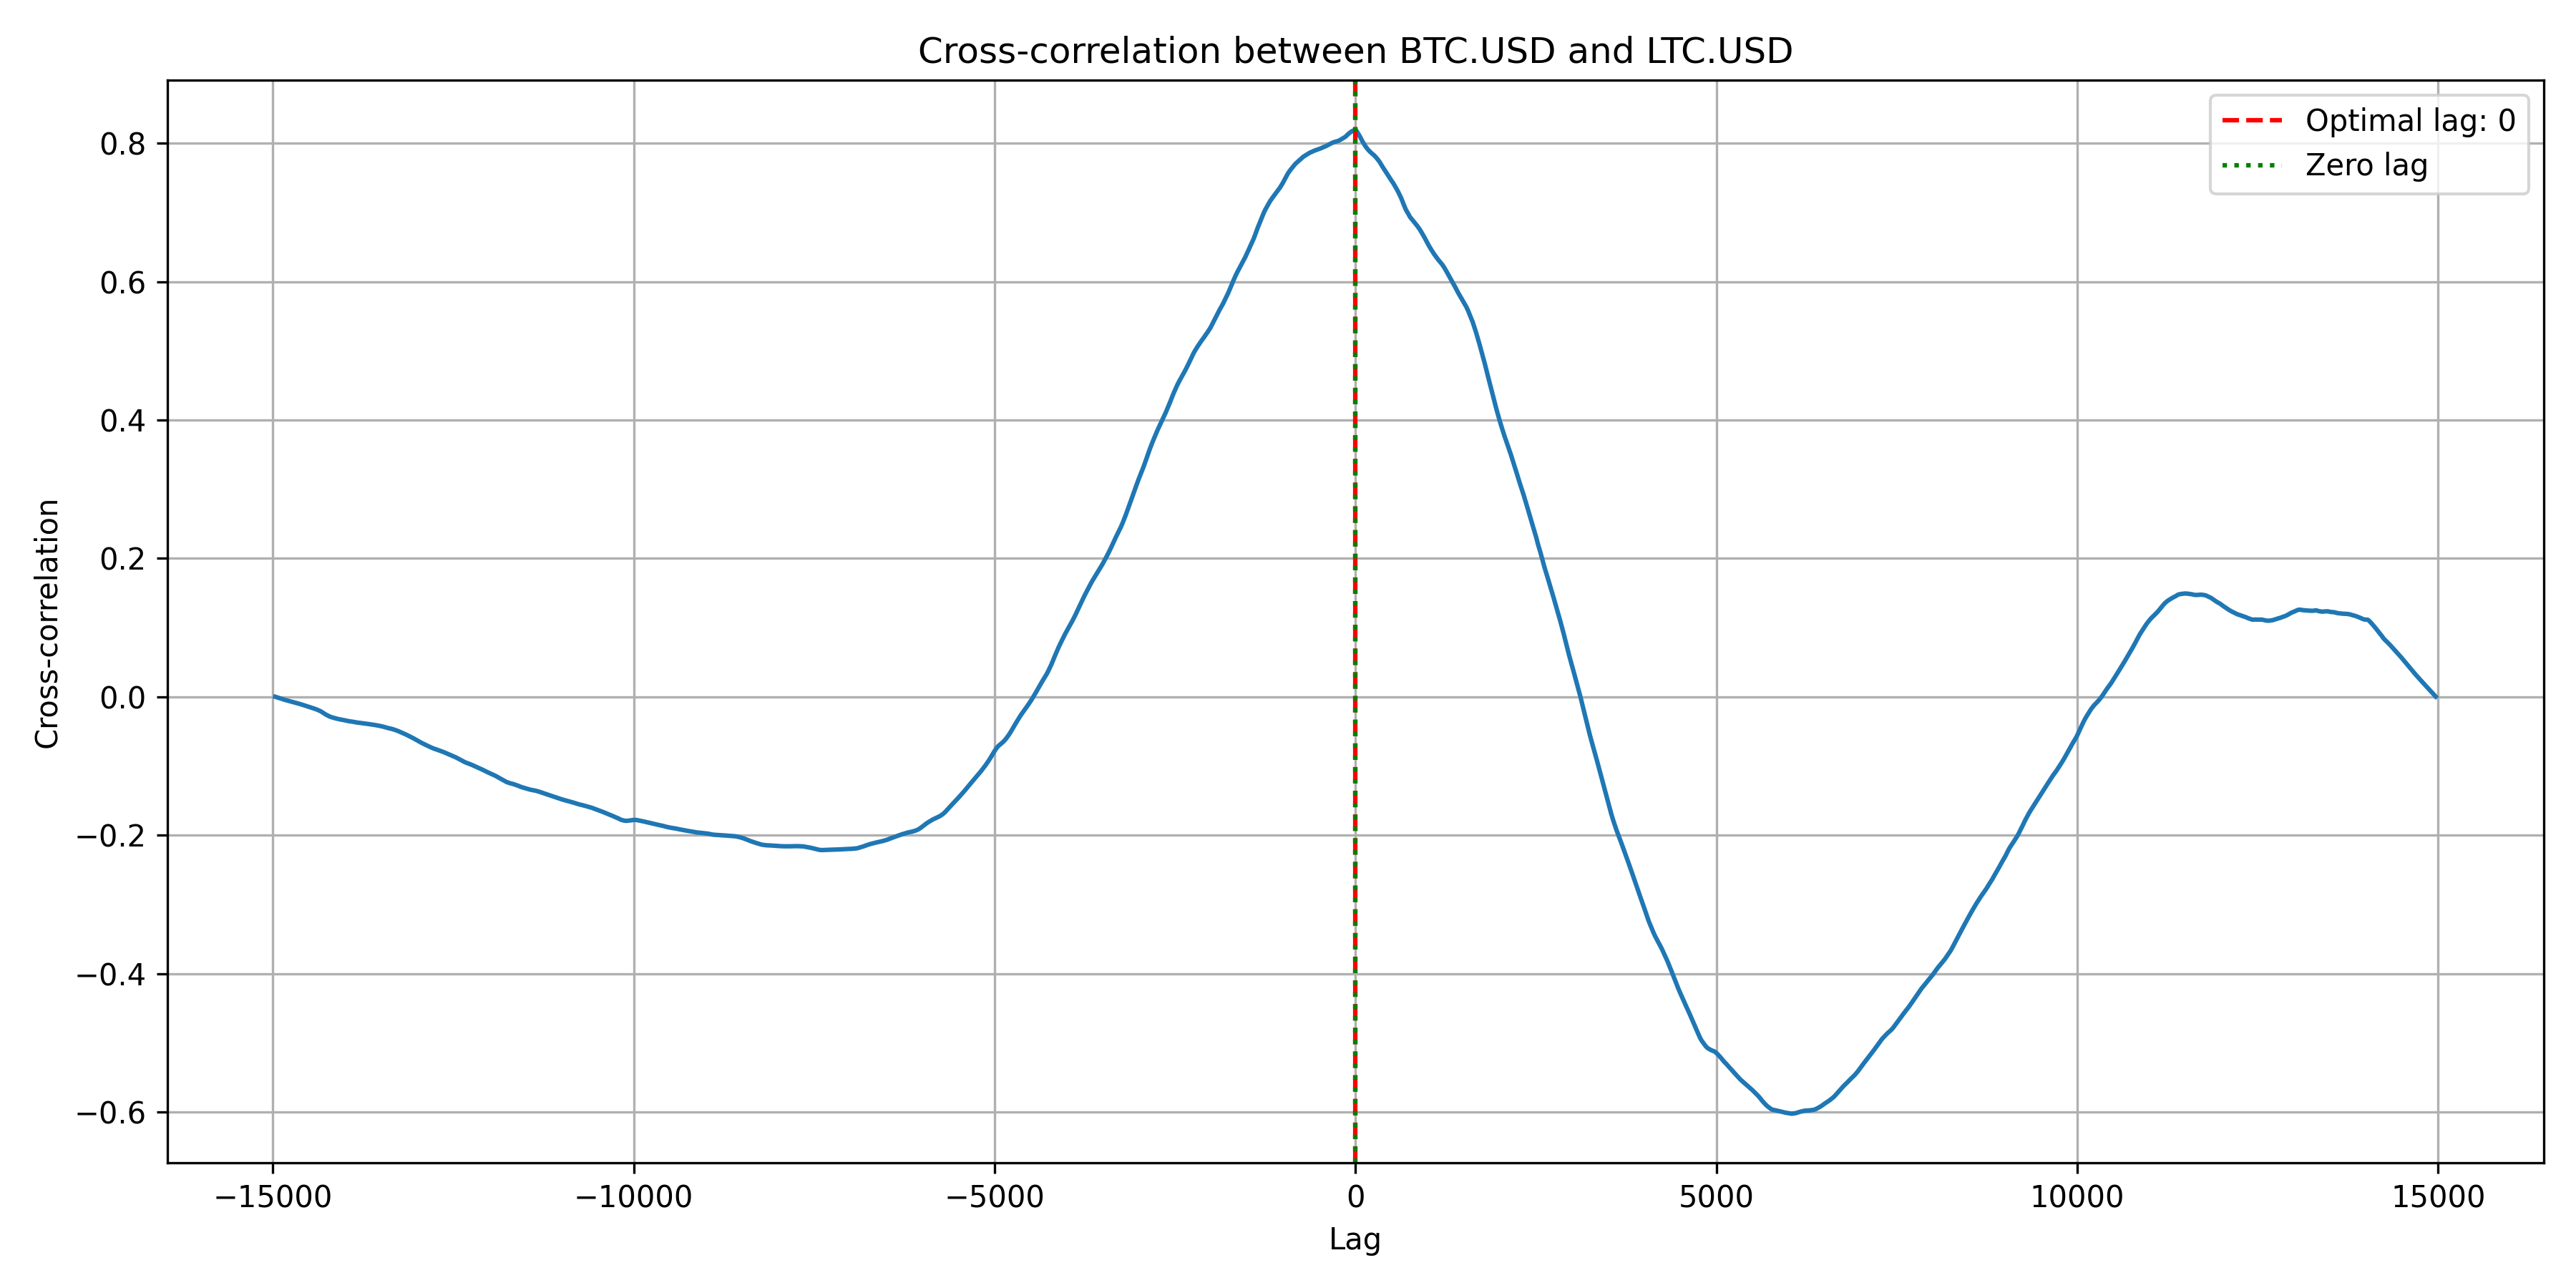 Cross-correlation between BTC.USD and LTC.USD
Optimal lag: 0
Zero lag
Cross-correlation
0.8
0.6
0.4
0.2
0.0
−0.2
−0.4
−0.6
−15000 −10000 −5000 0 5000 10000 15000
Lag